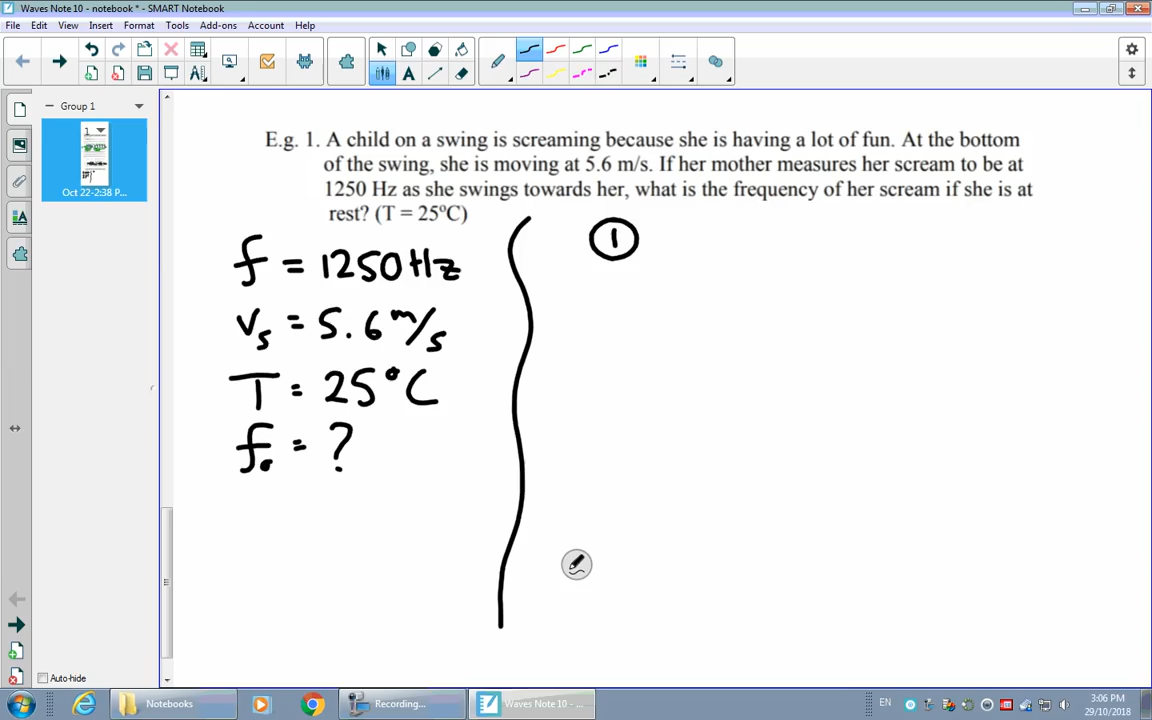 Waves Note 10 - notebook * - SMART Notebook
File Edit View Insert Format Tools Add-ons Account Help
Group 1
1
Oct 22-2:38 P...
E.g. 1. A child on a swing is screaming because she is having a lot of fun. At the bottom
of the swing, she is moving at 5.6 m/s. If her mother measures her scream to be at
1250 Hz as she swings towards her, what is the frequency of her scream if she is at
rest? (T = 25°C)
①
f = 1250 Hz
vs = 5.6 m/s
T = 25°C
f₀ = ?
Auto-hide
Notebooks
Recording...
Waves Note 10 - ...
EN
3:06 PM
29/10/2018